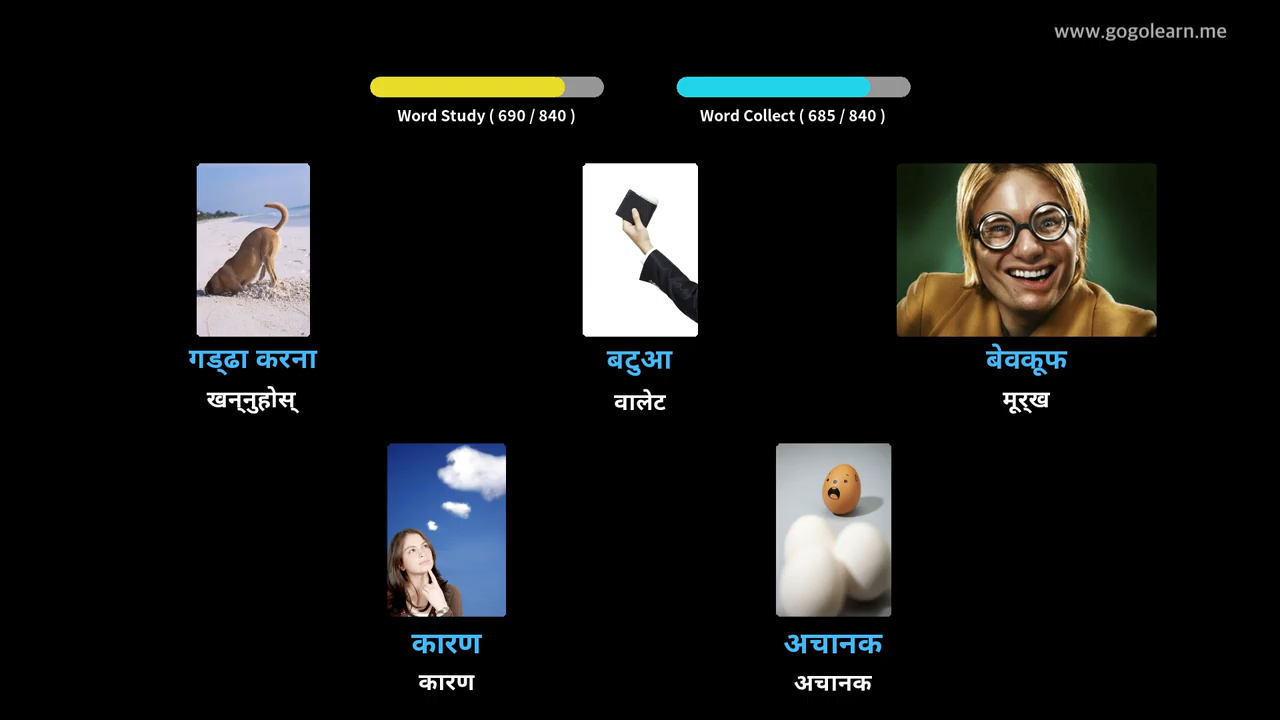 www.gogolearn.me
Word Study ( 690 / 840 )
Word Collect ( 685 / 840 )
गड्ढा करना
खन्नुहोस्
बटुआ
वालेट
बेवकूफ
मूर्ख
कारण
कारण
अचानक
अचानक